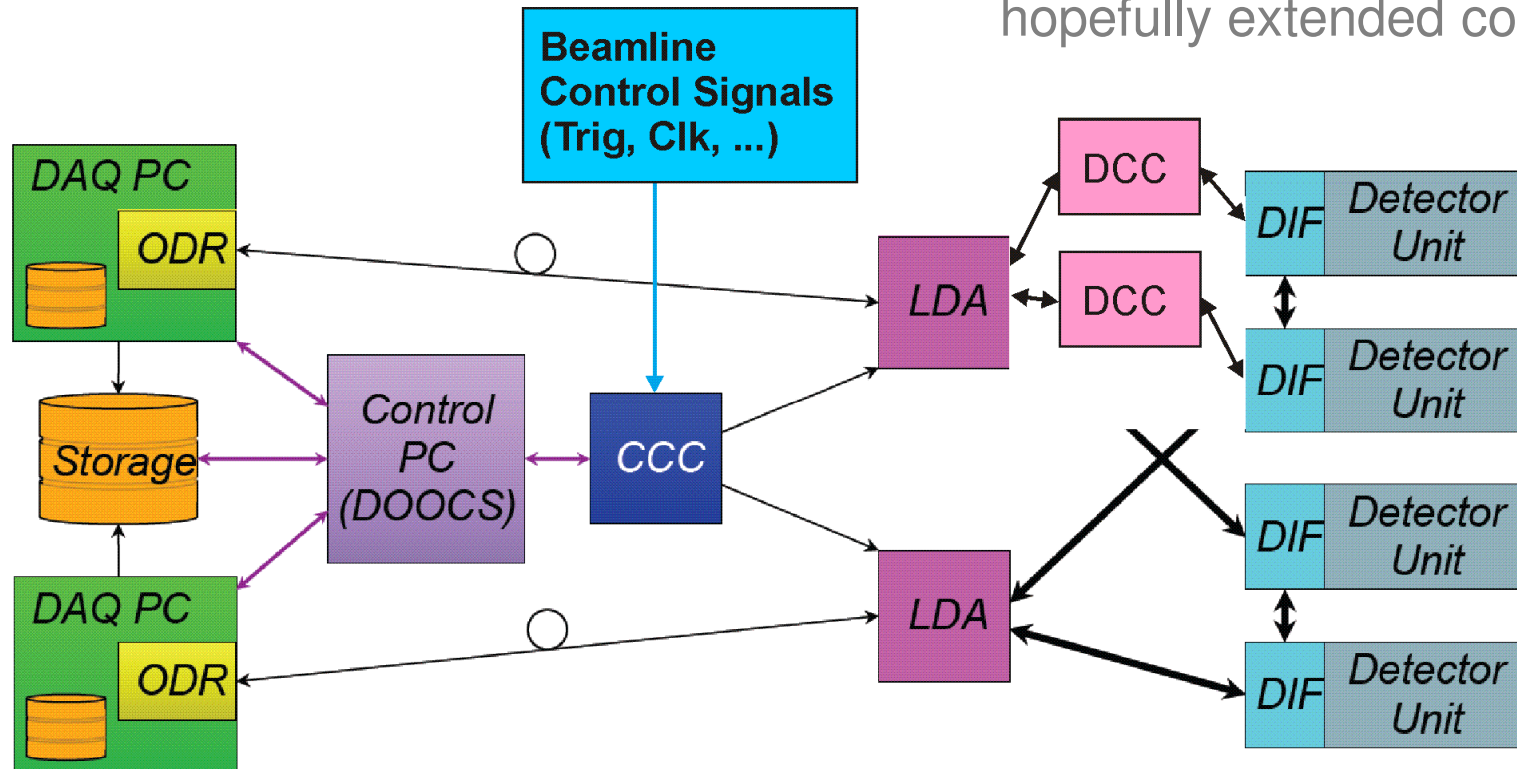 hopefully extended co
Beamline
Control Signals
(Trig, Clk, ...)
DAQ PC
ODR
DCC
DIF
Detector
Unit
LDA
DCC
DIF
Detector
Unit
Storage
Control
PC
(DOOCS)
CCC
DIF
Detector
Unit
DAQ PC
ODR
LDA
DIF
Detector
Unit